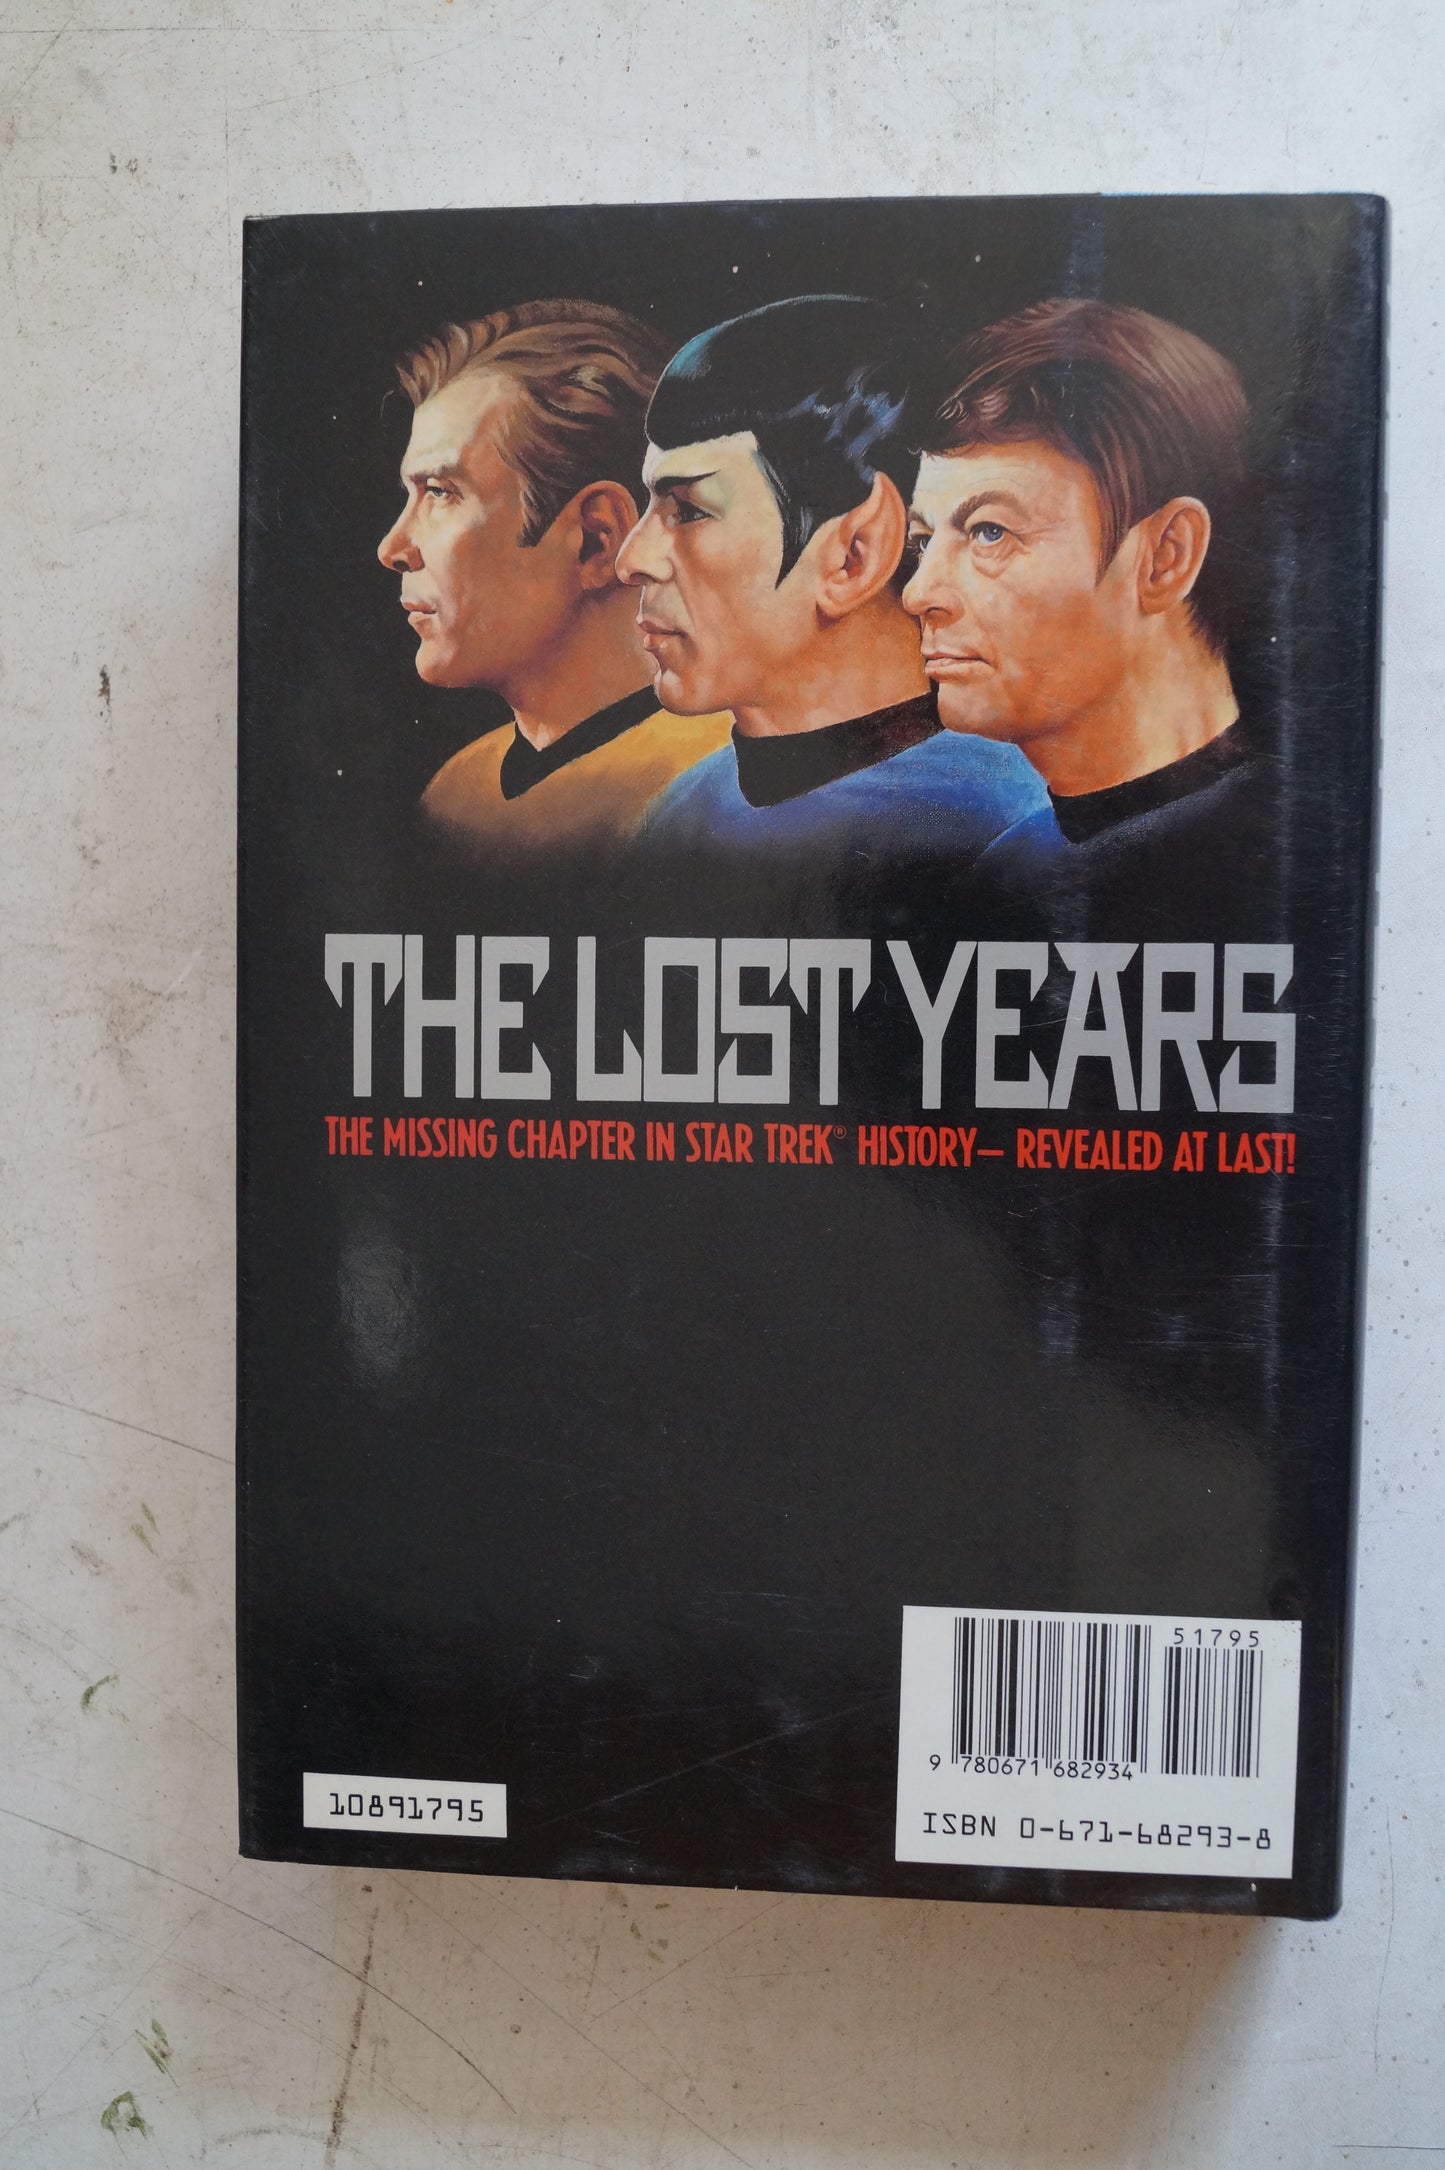 THE LOST YEARS
THE MISSING CHAPTER IN STAR TREK® HISTORY— REVEALED AT LAST!
51795
9 780671 682934
10891795
ISBN 0-671-68293-8